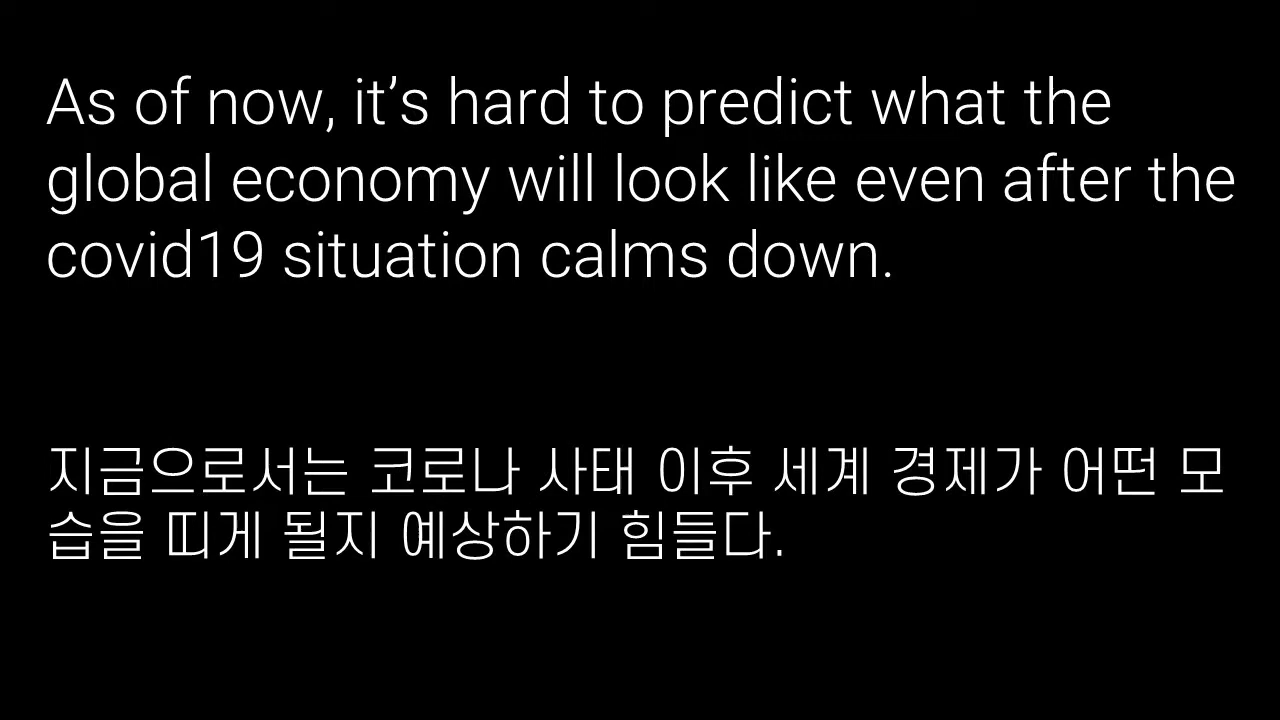 As of now, it’s hard to predict what the
global economy will look like even after the
covid19 situation calms down.
지금으로서는 코로나 사태 이후 세계 경제가 어떤 모
습을 띠게 될지 예상하기 힘들다.